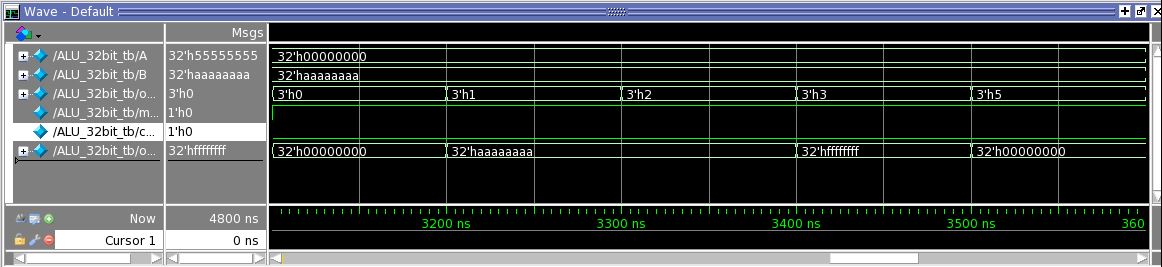 Wave - Default
Msgs
/ALU_32bit_tb/A 32'h55555555 32'h00000000
/ALU_32bit_tb/B 32'haaaaaaaa 32'haaaaaaaa
/ALU_32bit_tb/o... 3'h0 3'h0 3'h1 3'h2 3'h3 3'h5
/ALU_32bit_tb/m... 1'h0
/ALU_32bit_tb/c... 1'h0
/ALU_32bit_tb/o... 32'hffffffff 32'h00000000 32'haaaaaaaa 32'hffffffff 32'h00000000
Now 4800 ns 3200 ns 3300 ns 3400 ns 3500 ns 360
Cursor 1 0 ns